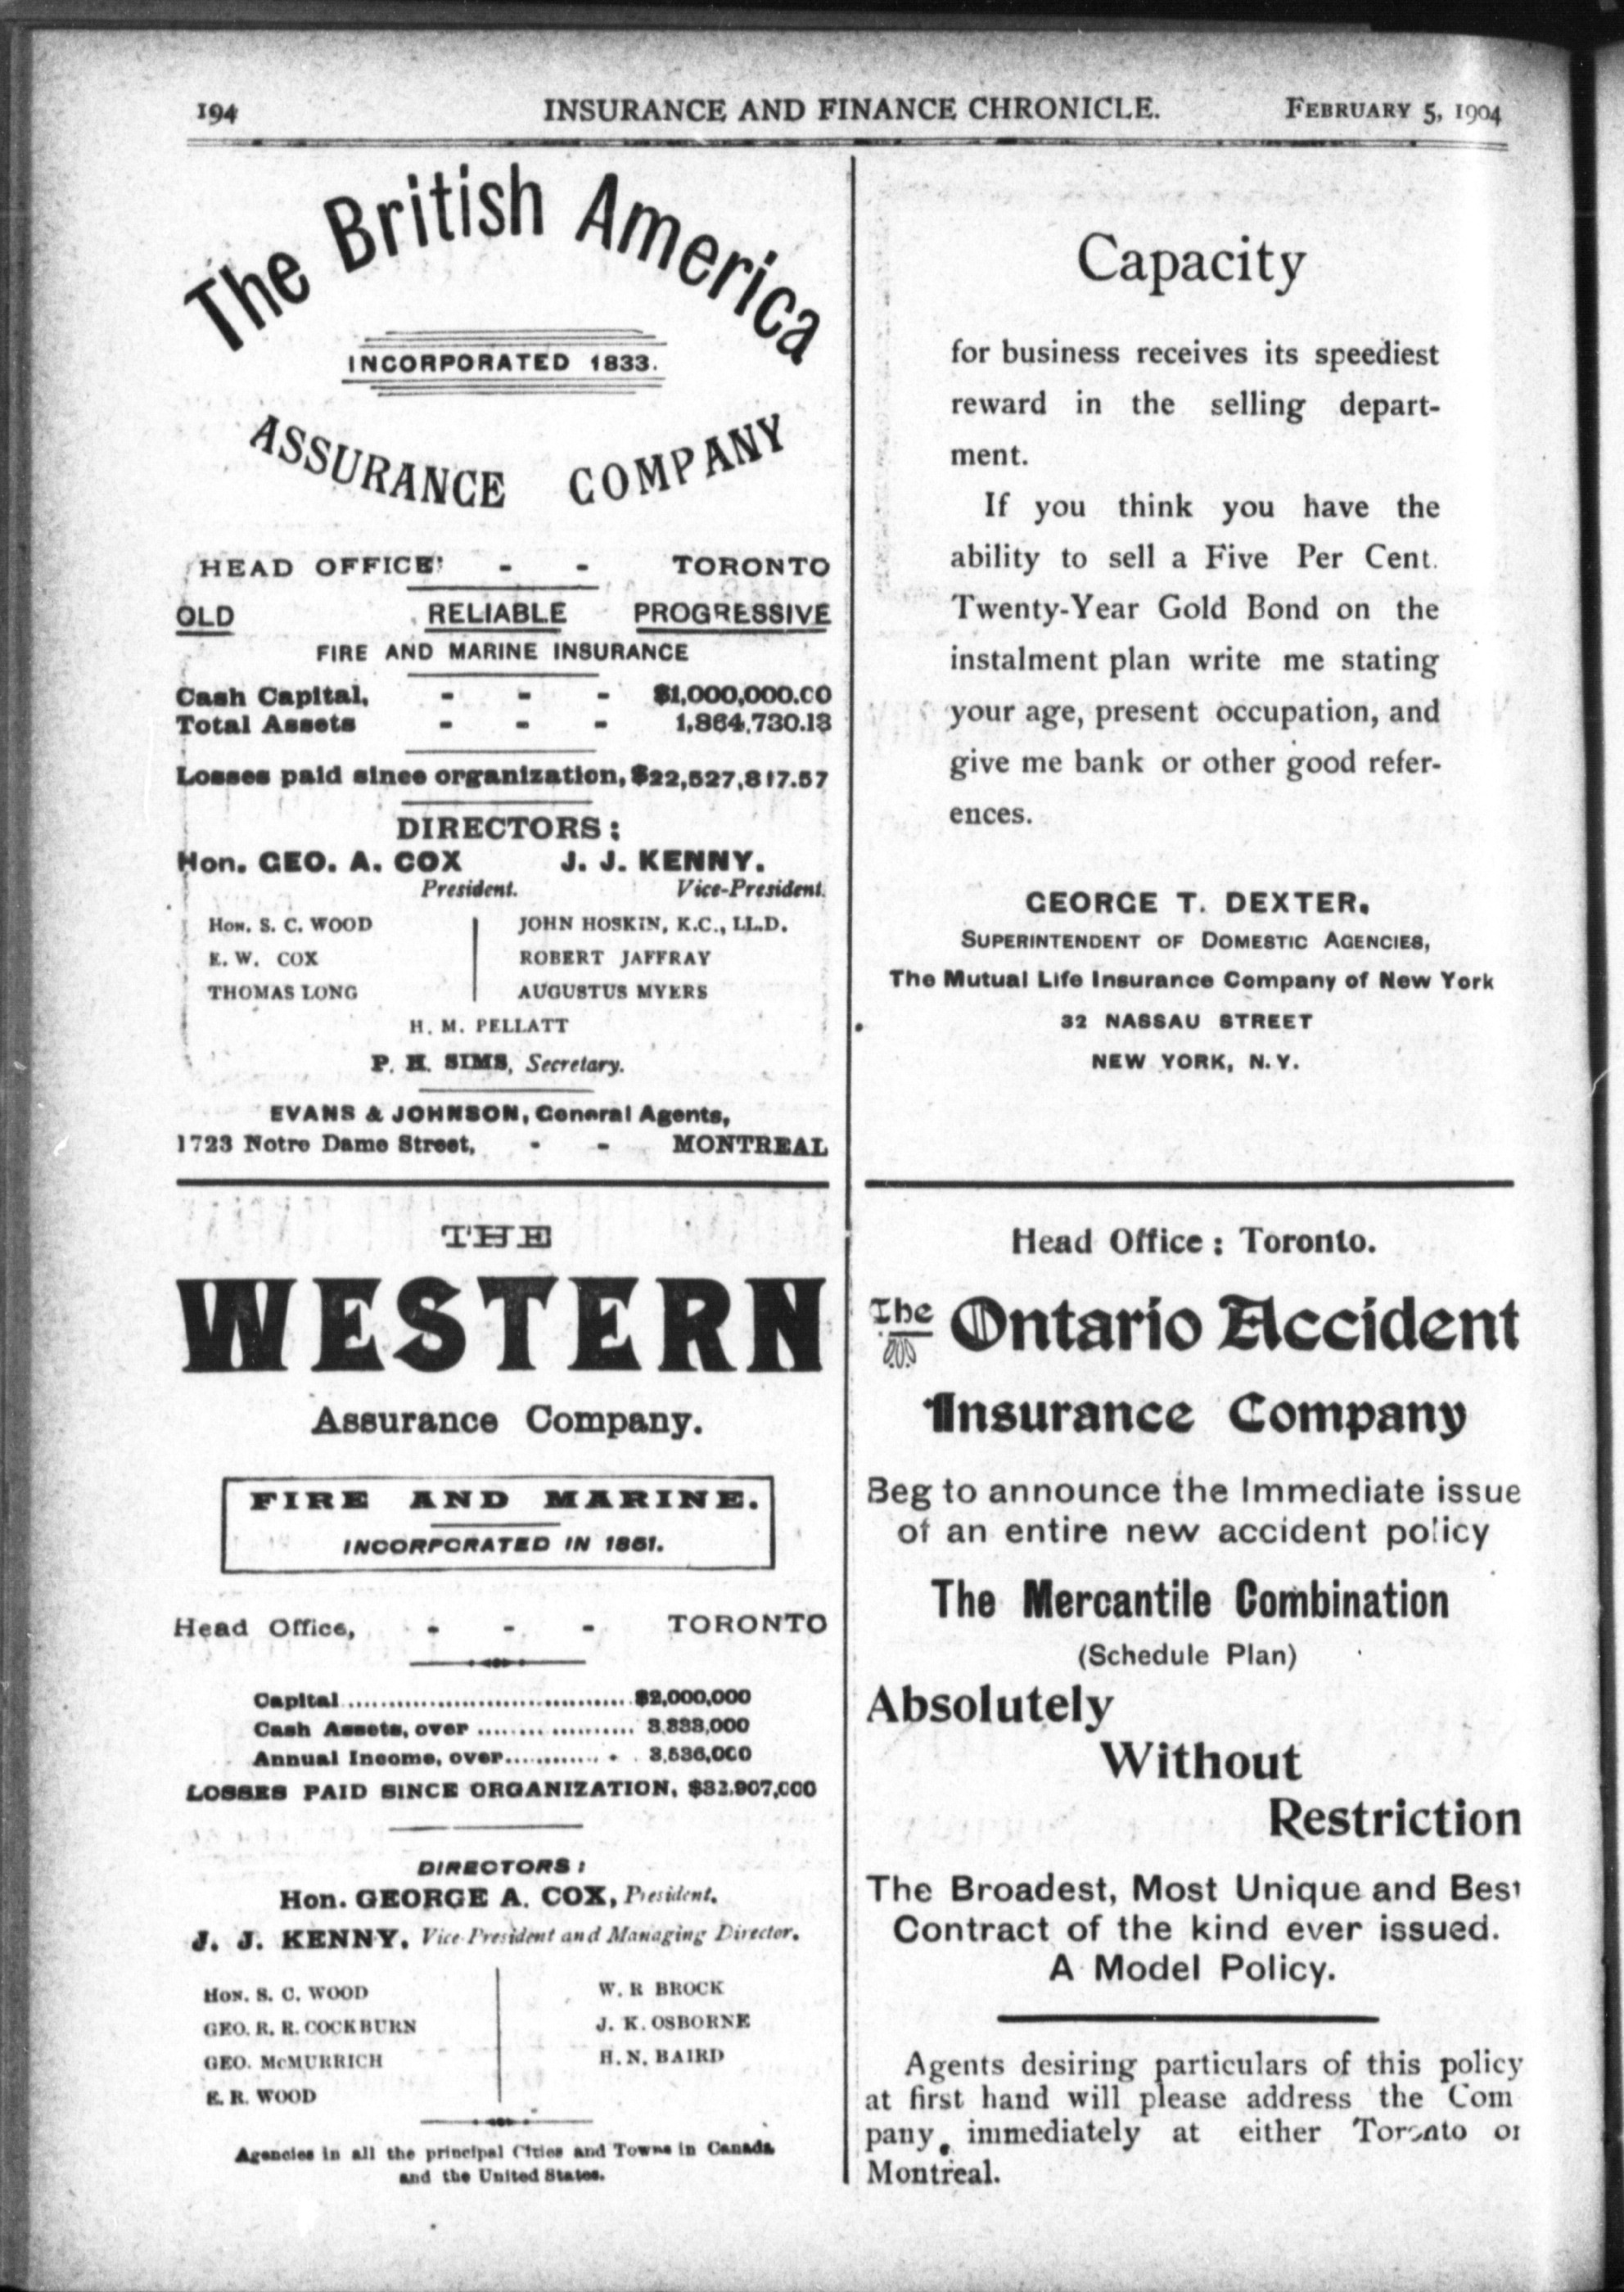 194 INSURANCE AND FINANCE CHRONICLE. FEBRUARY 5, 1904
The British America
INCORPORATED 1833.
ASSURANCE COMPANY
HEAD OFFICE - - TORONTO
OLD RELIABLE PROGRESSIVE
FIRE AND MARINE INSURANCE
Cash Capital, - - - $1,000,000.00
Total Assets - - - 1,864,730.13
Losses paid since organization, $22,527,817.57
DIRECTORS:
Hon. GEO. A. COX J. J. KENNY.
President. Vice-President.
HON. S. C. WOOD JOHN HOSKIN, K.C., LL.D.
E. W. COX ROBERT JAFFRAY
THOMAS LONG AUGUSTUS MYERS
H. M. PELLATT
P. H. SIMS, Secretary.
EVANS & JOHNSON, General Agents,
1723 Notre Dame Street, - - MONTREAL
THE
WESTERN
Assurance Company.
FIRE AND MARINE.
INCORPORATED IN 1851.
Head Office, - - - TORONTO
Capital .................................. $2,000,000
Cash Assets, over .................. 3,333,000
Annual Income, over.............. 3,536,000
LOSSES PAID SINCE ORGANIZATION, $32,907,000
DIRECTORS:
Hon. GEORGE A. COX, President.
J. J. KENNY, Vice-President and Managing Director.
HON. S. C. WOOD W. R BROCK
GEO. R. R. COCKBURN J. K. OSBORNE
GEO. McMURRICH H. N. BAIRD
E. R. WOOD
Agencies in all the principal Cities and Towns in Canada
and the United States.
Capacity
for business receives its speediest
reward in the selling depart-
ment.
If you think you have the
ability to sell a Five Per Cent.
Twenty-Year Gold Bond on the
instalment plan write me stating
your age, present occupation, and
give me bank or other good refer-
ences.
GEORGE T. DEXTER,
SUPERINTENDENT OF DOMESTIC AGENCIES,
The Mutual Life Insurance Company of New York
32 NASSAU STREET
NEW YORK, N. Y.
Head Office: Toronto.
The Ontario Accident
Insurance Company
Beg to announce the Immediate issue
of an entire new accident policy
The Mercantile Combination
(Schedule Plan)
Absolutely
Without
Restriction
The Broadest, Most Unique and Best
Contract of the kind ever issued.
A Model Policy.
Agents desiring particulars of this policy
at first hand will please address the Com
pany, immediately at either Toronto or
Montreal.